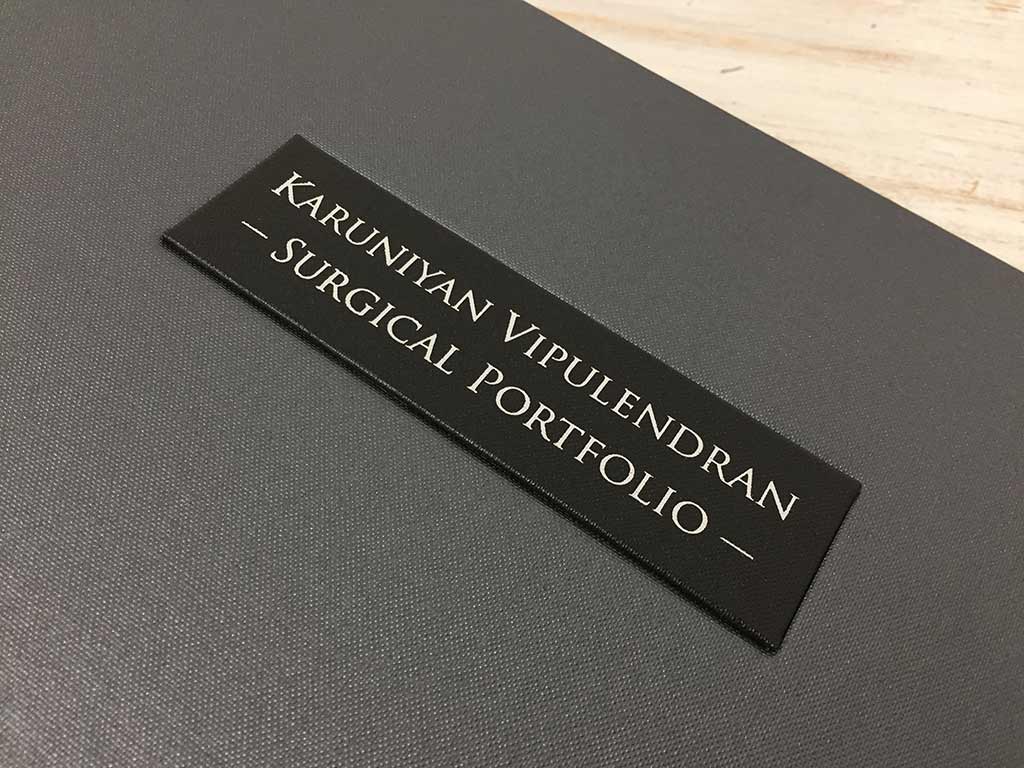 Karuniyan Vipulendran
– Surgical portfolio –